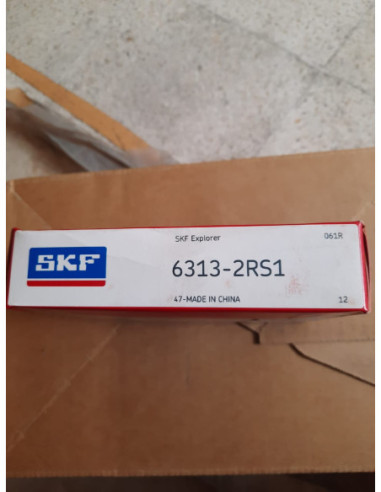 SKF Explorer 061R
SKF 6313-2RS1
47-MADE IN CHINA 12